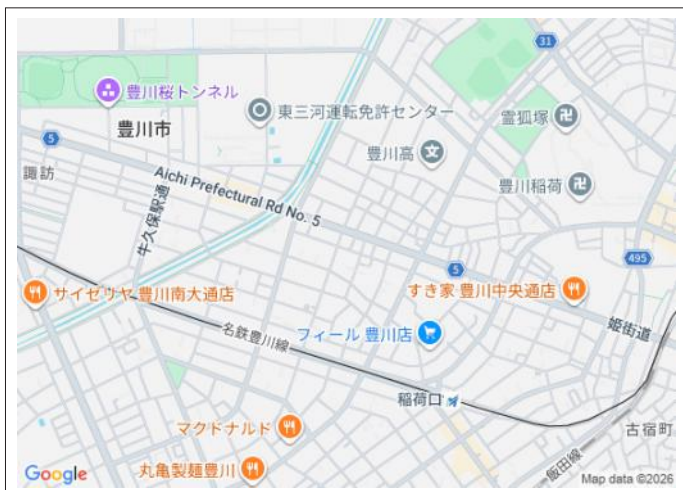 31
豊川桜トンネル
東三河運転免許センター
霊狐塚
豊川市
5
豊川高
諏訪
Aichi Prefectural Rd No. 5
豊川稲荷
牛久保駅通
495
5
サイゼリヤ 豊川南大通店
すき家 豊川中央通店
姫街道
名鉄豊川線
フィール 豊川店
稲荷口
マクドナルド
古宿町
丸亀製麺豊川
飯田線
Google
Map data ©2026